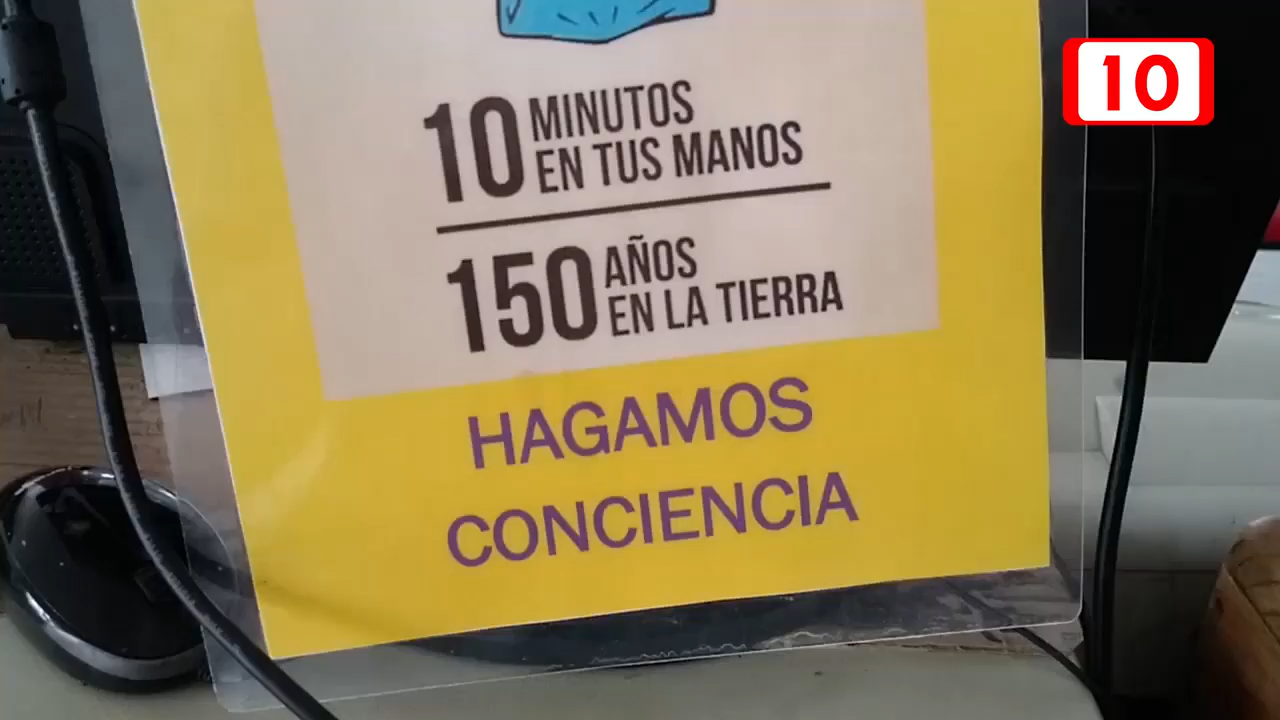 10
10 MINUTOS
EN TUS MANOS
150 AÑOS
EN LA TIERRA
HAGAMOS
CONCIENCIA